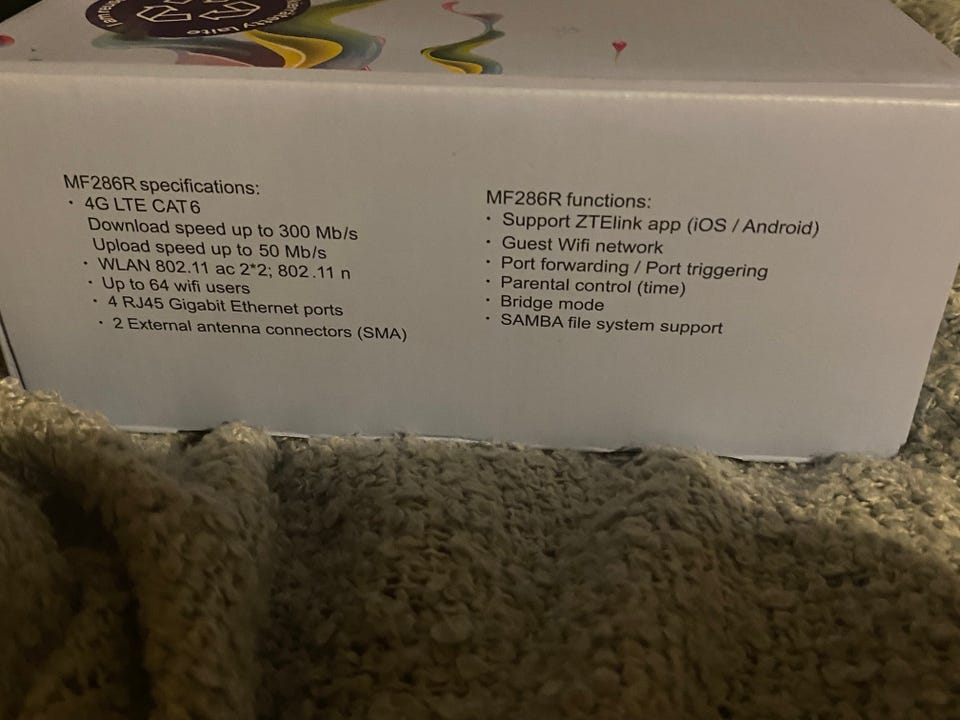 MF286R specifications:
· 4G LTE CAT6
Download speed up to 300 Mb/s
Upload speed up to 50 Mb/s
· WLAN 802.11 ac 2*2; 802.11 n
· Up to 64 wifi users
· 4 RJ45 Gigabit Ethernet ports
· 2 External antenna connectors (SMA)
MF286R functions:
· Support ZTElink app (iOS / Android)
· Guest Wifi network
· Port forwarding / Port triggering
· Parental control (time)
· Bridge mode
· SAMBA file system support